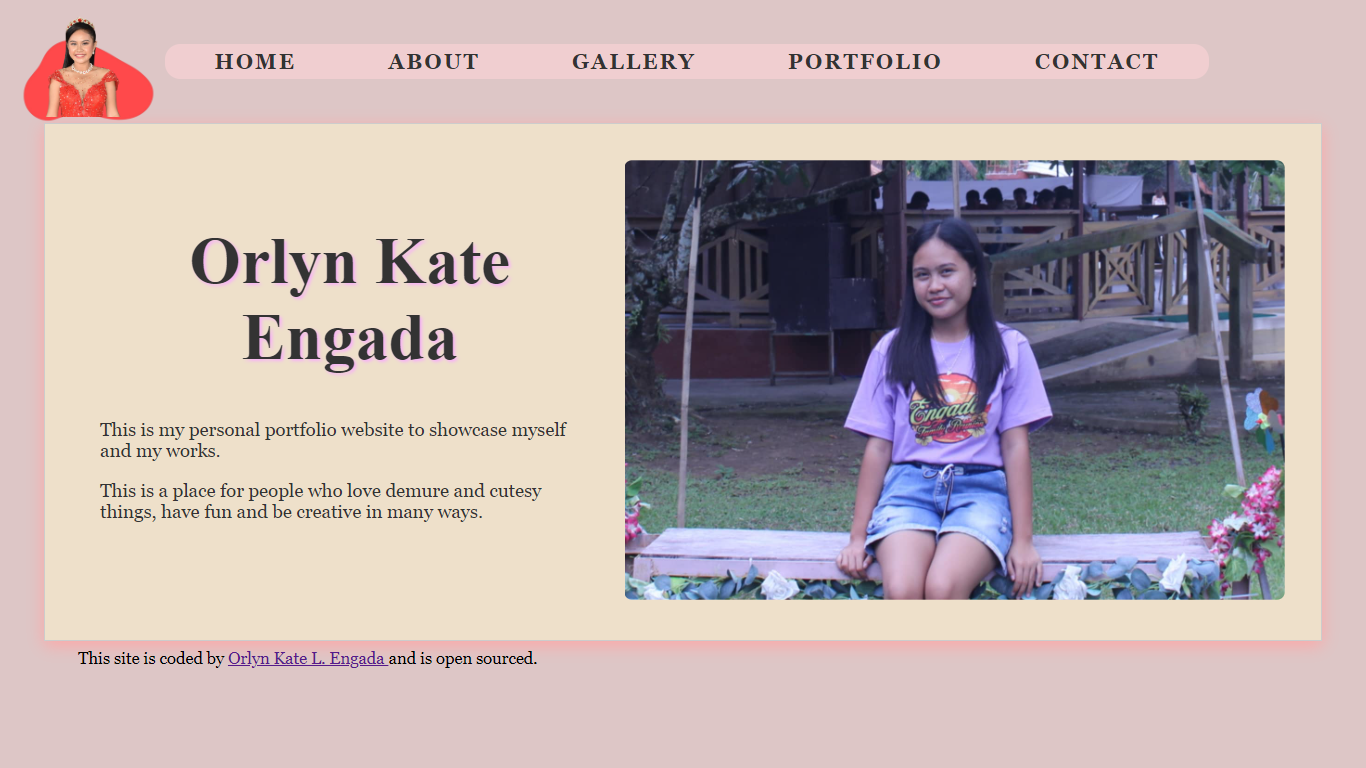 HOME ABOUT GALLERY PORTFOLIO CONTACT
Orlyn Kate
Engada
This is my personal portfolio website to showcase myself
and my works.
This is a place for people who love demure and cutesy
things, have fun and be creative in many ways.
Engada
This site is coded by Orlyn Kate L. Engada and is open sourced.